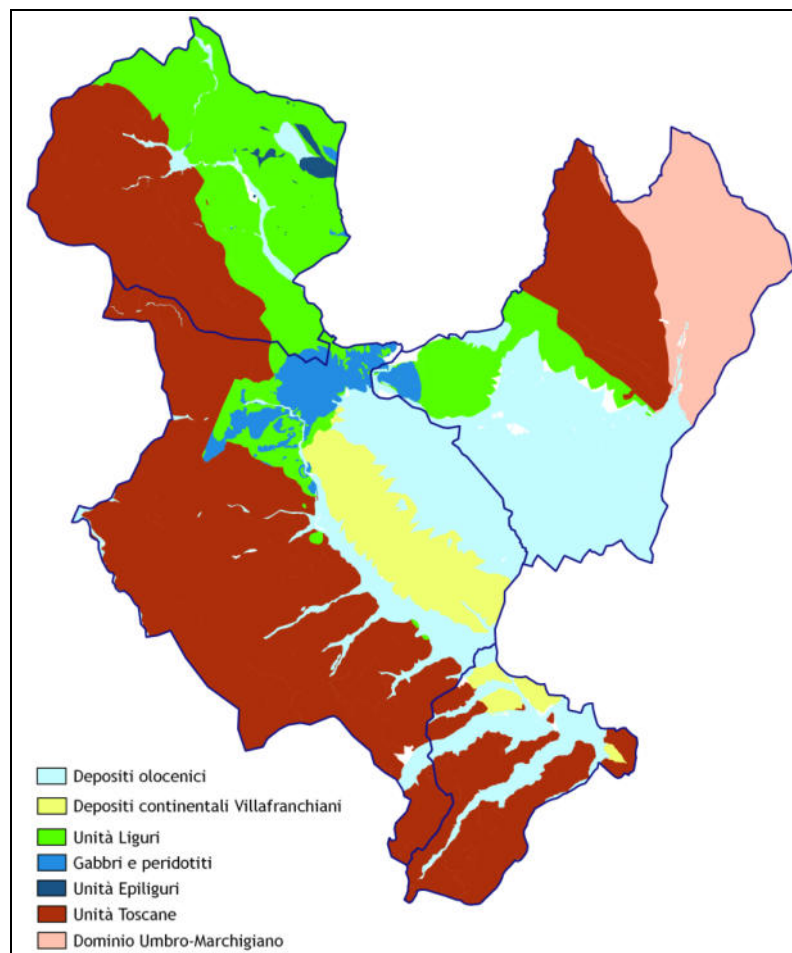 Depositi olocenici
Depositi continentali Villafranchiani
Unità Liguri
Gabbri e peridotiti
Unità Epiliguri
Unità Toscane
Dominio Umbro-Marchigiano